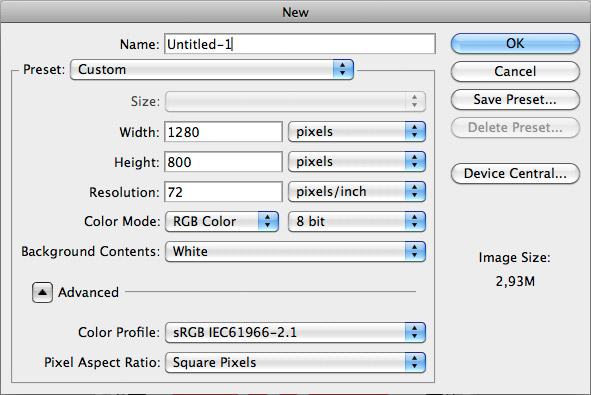 New
Name: Untitled-1 OK
Preset: Custom Cancel
Size: Save Preset...
Width: 1280 pixels Delete Preset...
Height: 800 pixels
Resolution: 72 pixels/inch Device Central...
Color Mode: RGB Color 8 bit
Background Contents: White Image Size:
2,93M
Advanced
Color Profile: sRGB IEC61966-2.1
Pixel Aspect Ratio: Square Pixels